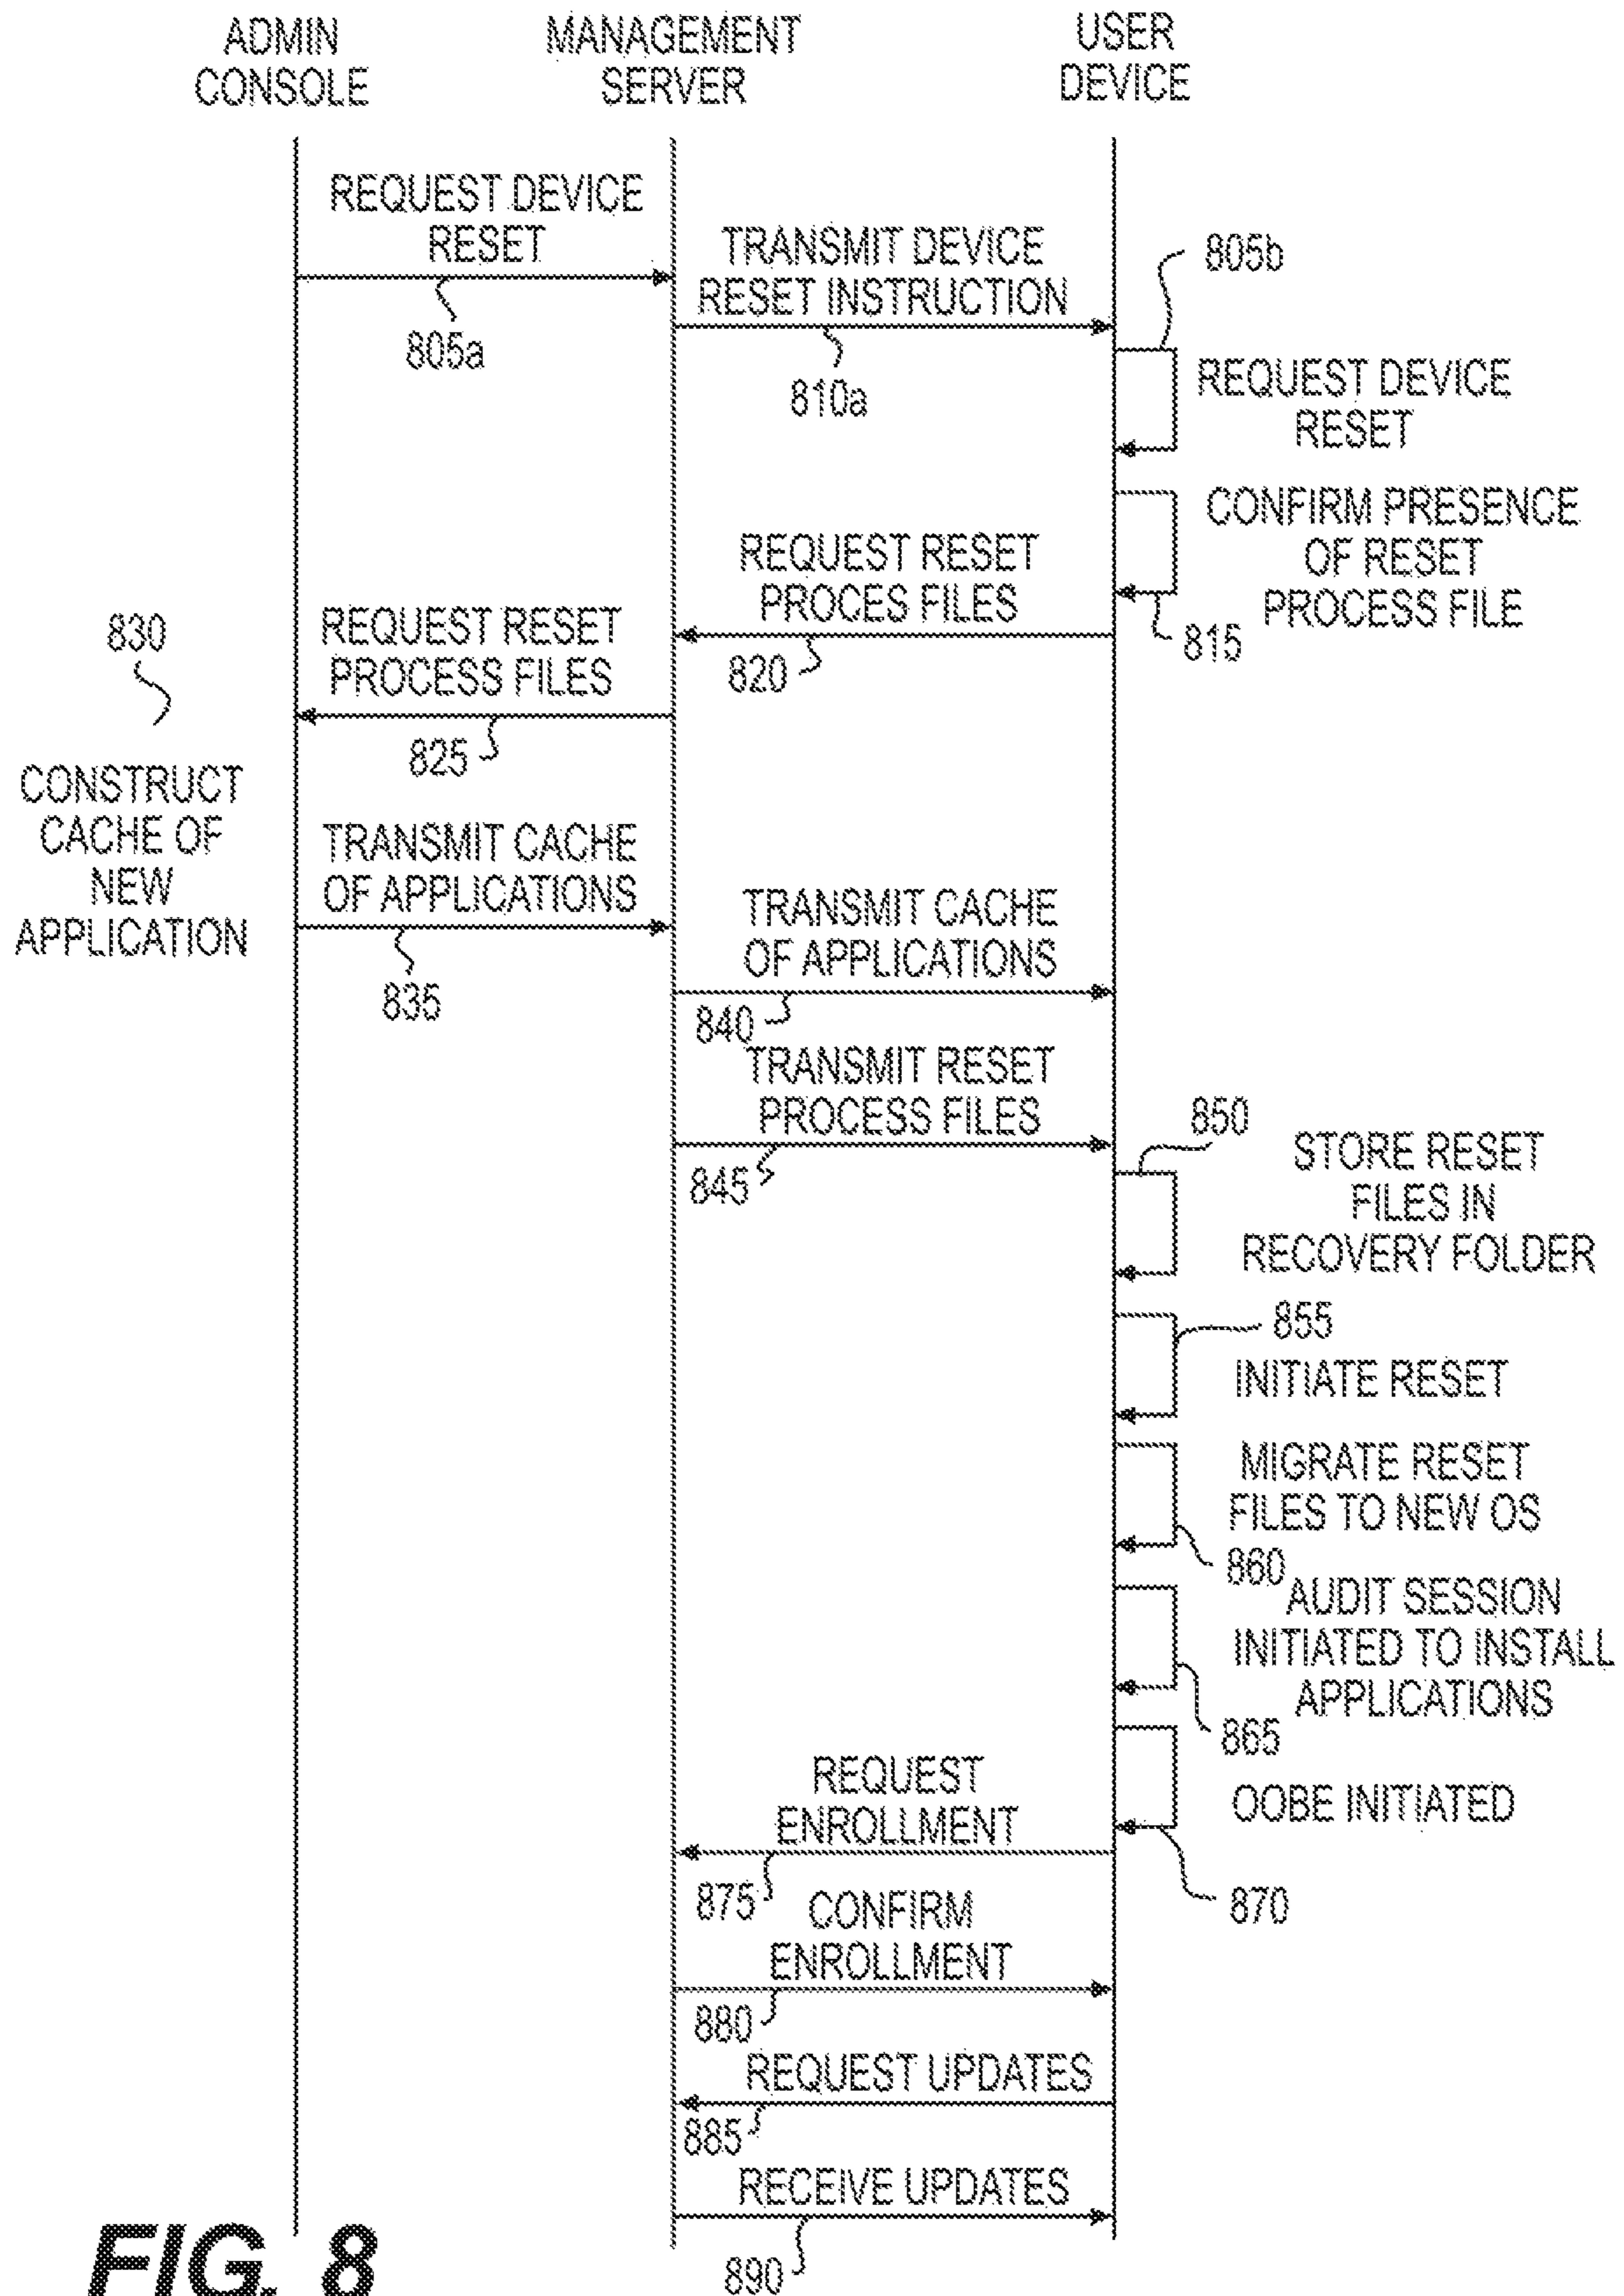 ADMIN
CONSOLE
MANAGEMENT
SERVER
USER
DEVICE
REQUEST DEVICE
RESET
805a
TRANSMIT DEVICE
RESET INSTRUCTION
810a
805b
REQUEST DEVICE
RESET
CONFIRM PRESENCE
OF RESET
PROCESS FILE
815
REQUEST RESET
PROCES FILES
820
REQUEST RESET
PROCESS FILES
825
830
CONSTRUCT
CACHE OF
NEW
APPLICATION
TRANSMIT CACHE
OF APPLICATIONS
835
TRANSMIT CACHE
OF APPLICATIONS
840
TRANSMIT RESET
PROCESS FILES
845
850
STORE RESET
FILES IN
RECOVERY FOLDER
855
INITIATE RESET
MIGRATE RESET
FILES TO NEW OS
860
AUDIT SESSION
INITIATED TO INSTALL
APPLICATIONS
865
OOBE INITIATED
870
REQUEST
ENROLLMENT
875
CONFIRM
ENROLLMENT
880
REQUEST UPDATES
885
RECEIVE UPDATES
890
FIG. 8